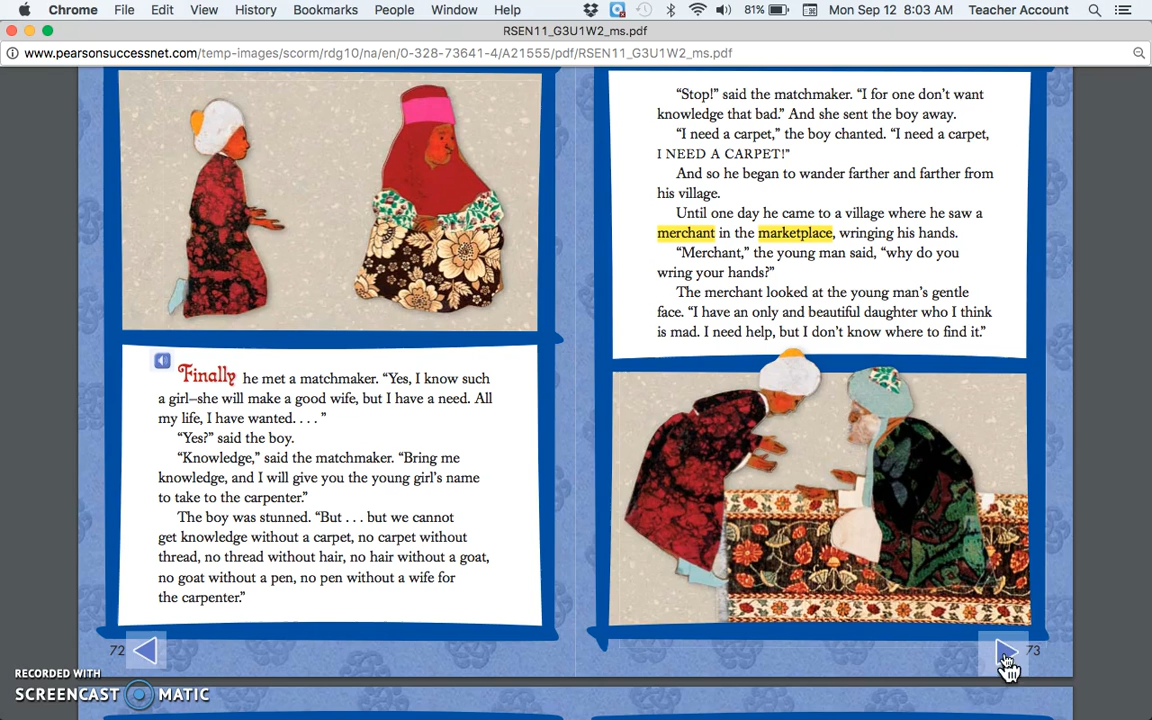 Chrome File Edit View History Bookmarks People Window Help 81% Mon Sep 12 8:03 AM Teacher Account
RSEN11_G3U1W2_ms.pdf
www.pearsonsuccessnet.com/temp-images/scorm/rdg10/na/en/0-328-73641-4/A21555/pdf/RSEN11_G3U1W2_ms.pdf
Finally he met a matchmaker. “Yes, I know such
a girl—she will make a good wife, but I have a need. All
my life, I have wanted. . . . ”
“Yes?” said the boy.
“Knowledge,” said the matchmaker. “Bring me
knowledge, and I will give you the young girl’s name
to take to the carpenter.”
The boy was stunned. “But . . . but we cannot
get knowledge without a carpet, no carpet without
thread, no thread without hair, no hair without a goat,
no goat without a pen, no pen without a wife for
the carpenter.”
72
“Stop!” said the matchmaker. “I for one don’t want
knowledge that bad.” And she sent the boy away.
“I need a carpet,” the boy chanted. “I need a carpet,
I NEED A CARPET!”
And so he began to wander farther and farther from
his village.
Until one day he came to a village where he saw a
merchant in the marketplace, wringing his hands.
“Merchant,” the young man said, “why do you
wring your hands?”
The merchant looked at the young man’s gentle
face. “I have an only and beautiful daughter who I think
is mad. I need help, but I don’t know where to find it.”
73
RECORDED WITH
SCREENCAST MATIC